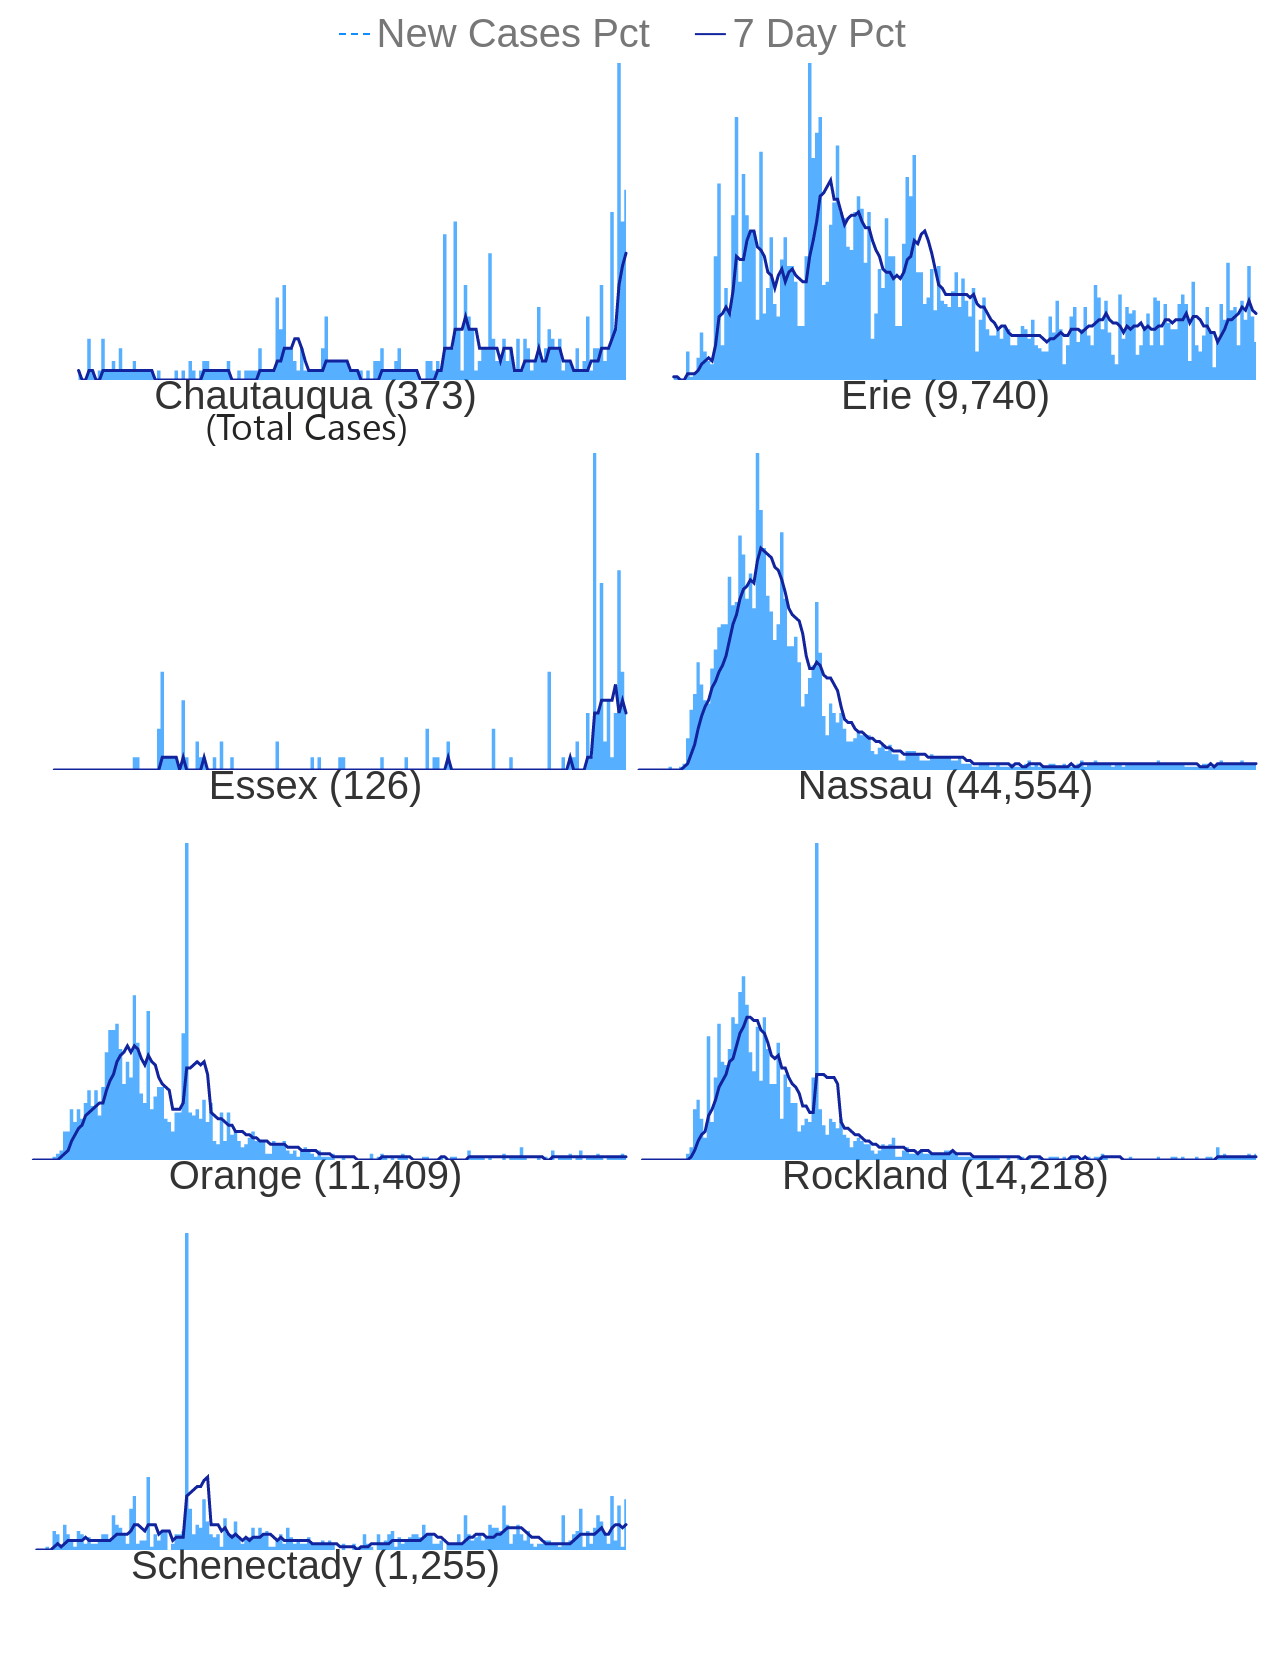 New Cases Pct 7 Day Pct
Chautauqua (373) Erie (9,740)
(Total Cases)
Essex (126) Nassau (44,554)
Orange (11,409) Rockland (14,218)
Schenectady (1,255)